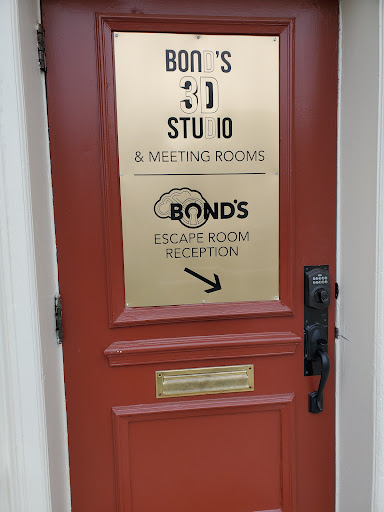 BOND'S
3D
STUDIO
& MEETING ROOMS
BOND'S
ESCAPE ROOM
RECEPTION